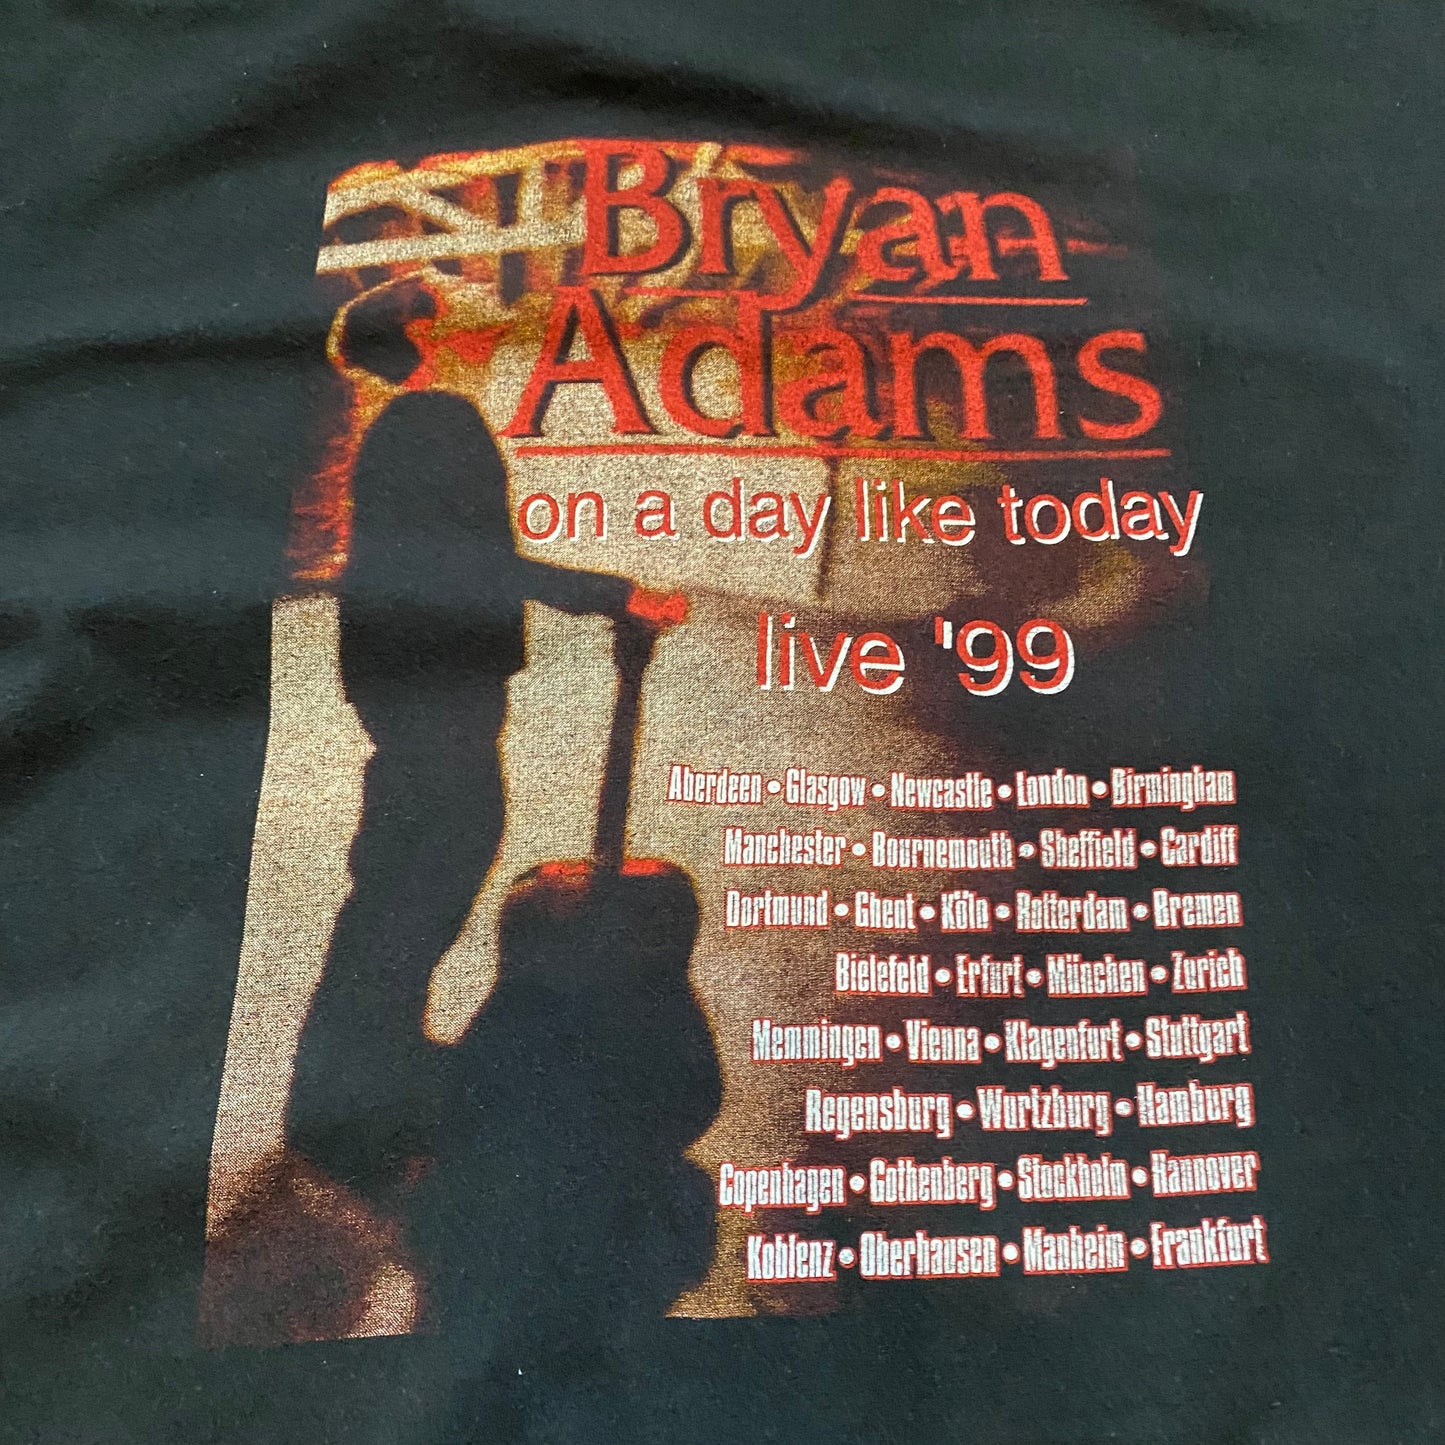 Bryan
Adams
on a day like today
live '99
Aberdeen • Glasgow • Newcastle • London • Birmingham
Manchester • Bournemouth • Sheffield • Cardiff
Dortmund • Ghent • Köln • Rotterdam • Bremen
Bielefeld • Erfurt • München • Zurich
Memmingen • Vienna • Klagenfurt • Stuttgart
Regensburg • Wurtzburg • Hamburg
Copenhagen • Gothenberg • Stockholm • Hannover
Koblenz • Oberhausen • Manheim • Frankfurt